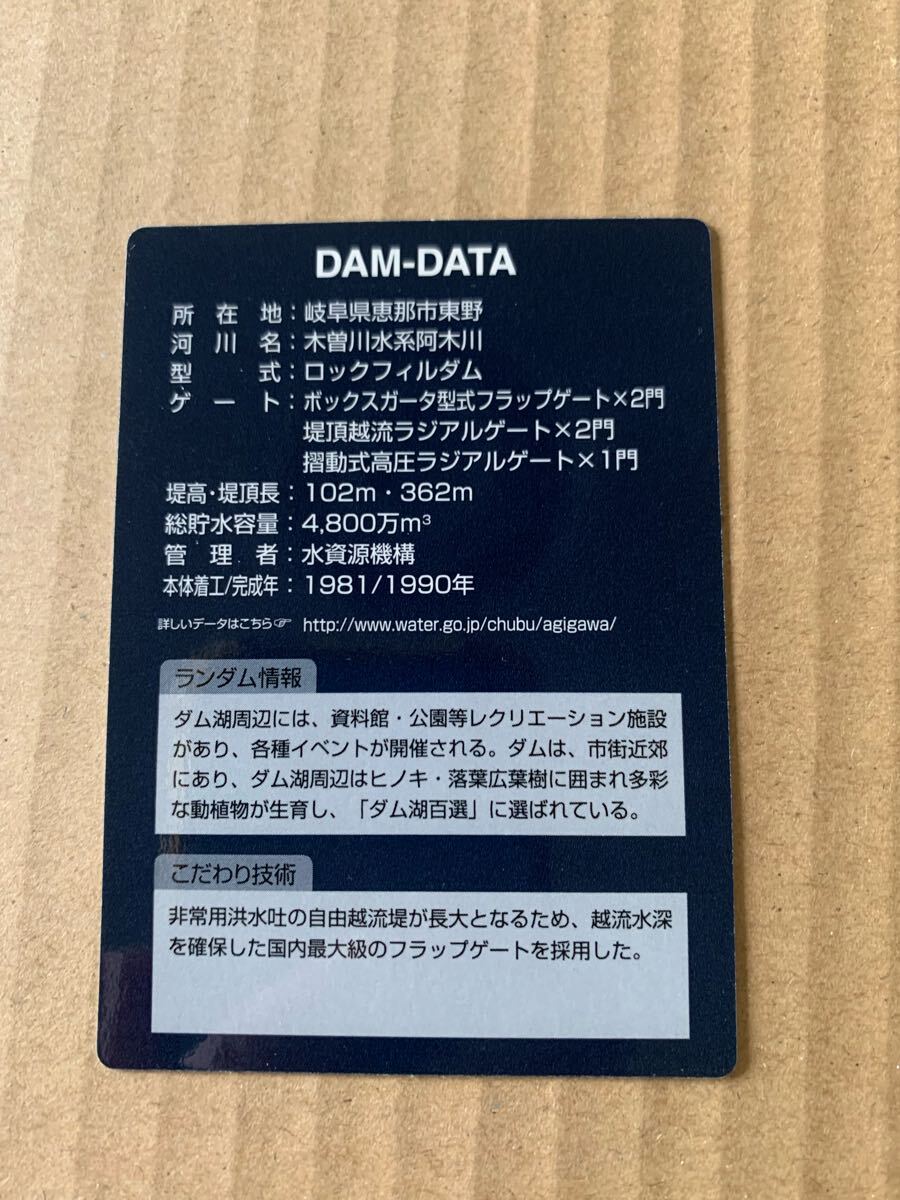 DAM-DATA
所在地：岐阜県恵那市東野
河川名：木曽川水系阿木川
型式：ロックフィルダム
ゲート：ボックスガータ型式フラップゲート×2門
堤頂越流ラジアルゲート×2門
摺動式高圧ラジアルゲート×1門
堤高・堤頂長：102m・362m
総貯水容量：4,800万m³
管理者：水資源機構
本体着工/完成年：1981/1990年
詳しいデータはこちら☞ http://www.water.go.jp/chubu/agigawa/
ランダム情報
ダム湖周辺には、資料館・公園等レクリエーション施設
があり、各種イベントが開催される。ダムは、市街近郊
にあり、ダム湖周辺はヒノキ・落葉広葉樹に囲まれ多彩
な動植物が生育し、「ダム湖百選」に選ばれている。
こだわり技術
非常用洪水吐の自由越流堤が長大となるため、越流水深
を確保した国内最大級のフラップゲートを採用した。